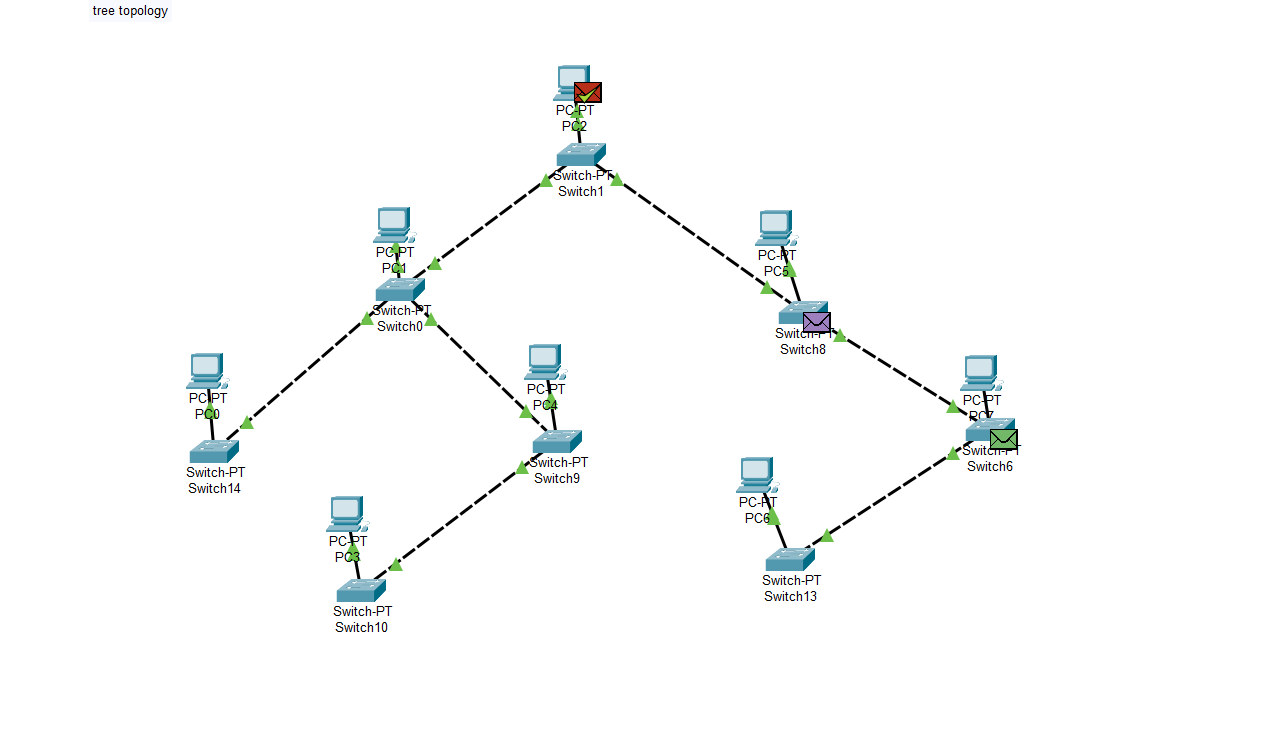 tree topology
PC-PT
PC2
Switch-PT
Switch1
PC-PT
PC1
Switch-PT
Switch0
PC-PT
PC5
Switch-PT
Switch8
PC-PT
PC0
Switch-PT
Switch14
PC-PT
PC4
Switch-PT
Switch9
PC-PT
PC7
Switch-PT
Switch6
PC-PT
PC3
Switch-PT
Switch10
PC-PT
PC6
Switch-PT
Switch13